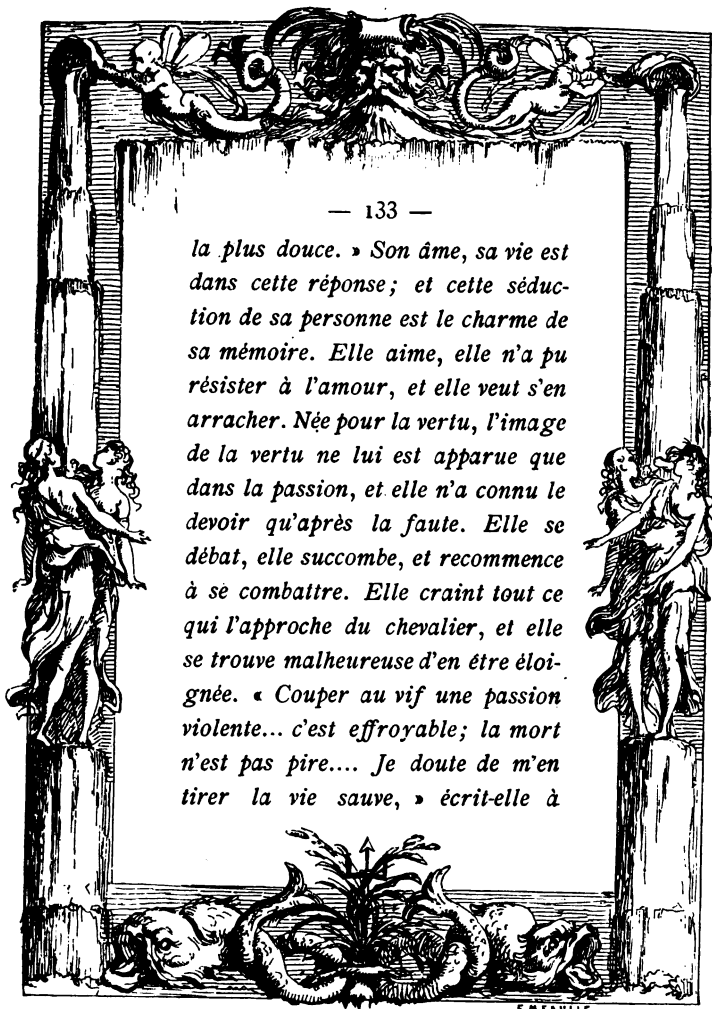 — 133 —
la plus douce. » Son âme, sa vie est
dans cette réponse; et cette séduc-
tion de sa personne est le charme de
sa mémoire. Elle aime, elle n'a pu
résister à l'amour, et elle veut s'en
arracher. Née pour la vertu, l'image
de la vertu ne lui est apparue que
dans la passion, et elle n'a connu le
devoir qu'après la faute. Elle se
débat, elle succombe, et recommence
à se combattre. Elle craint tout ce
qui l'approche du chevalier, et elle
se trouve malheureuse d'en être éloi-
gnée. « Couper au vif une passion
violente... c'est effroyable; la mort
n'est pas pire.... Je doute de m'en
tirer la vie sauve, » écrit-elle à